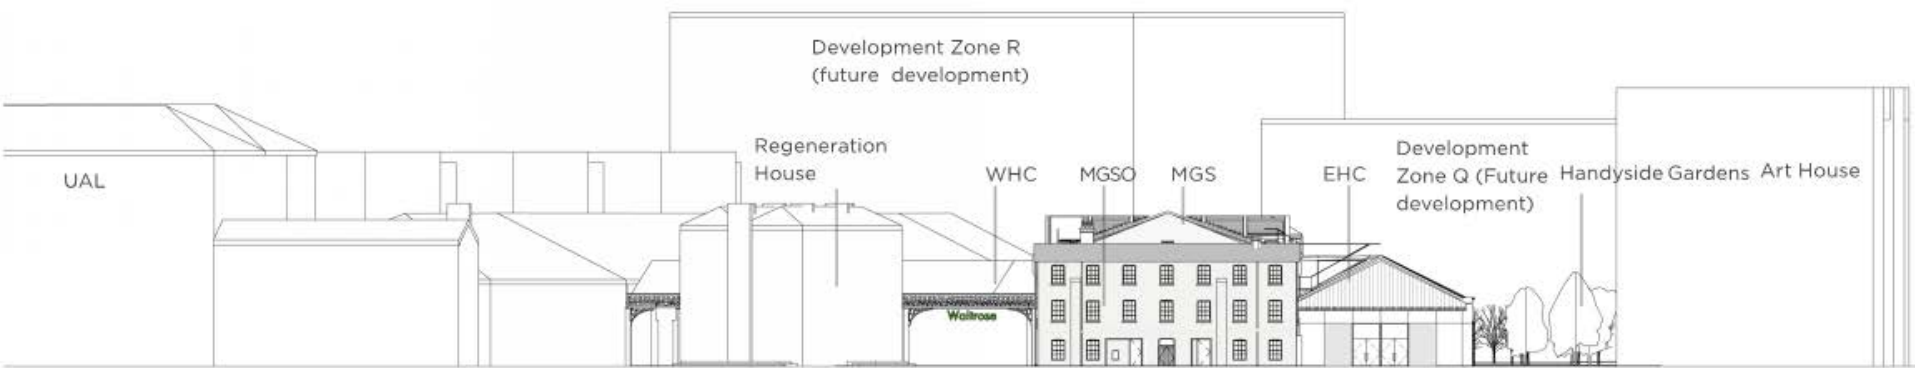 Development Zone R
(future development)
Regeneration
House
UAL
WHC
MGSO
MGS
EHC
Development
Zone Q (Future
development)
Handyside Gardens
Art House
Waitrose